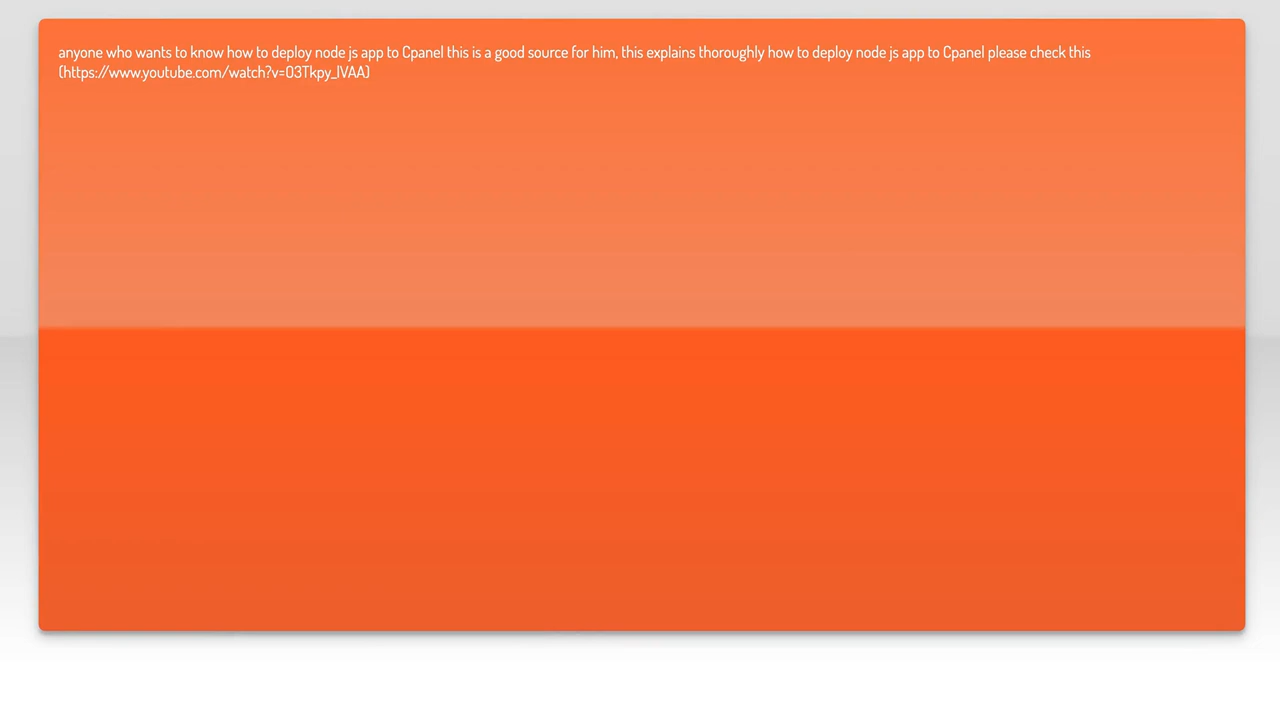 anyone who wants to know how to deploy node js app to Cpanel this is a good source for him, this explains thoroughly how to deploy node js app to Cpanel please check this
(https://www.youtube.com/watch?v=03Tkpy_lVAA)